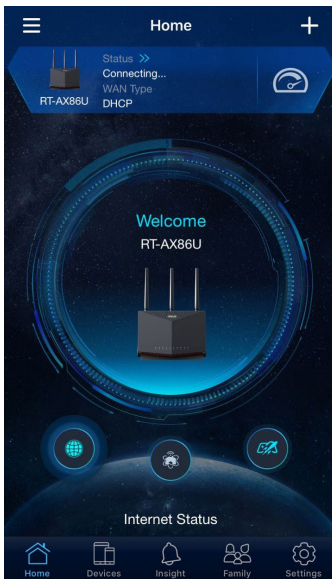 Home
Status >>
Connecting...
WAN Type
RT-AX86U
DHCP
Welcome
RT-AX86U
Internet Status
Home Devices Insight Family Settings